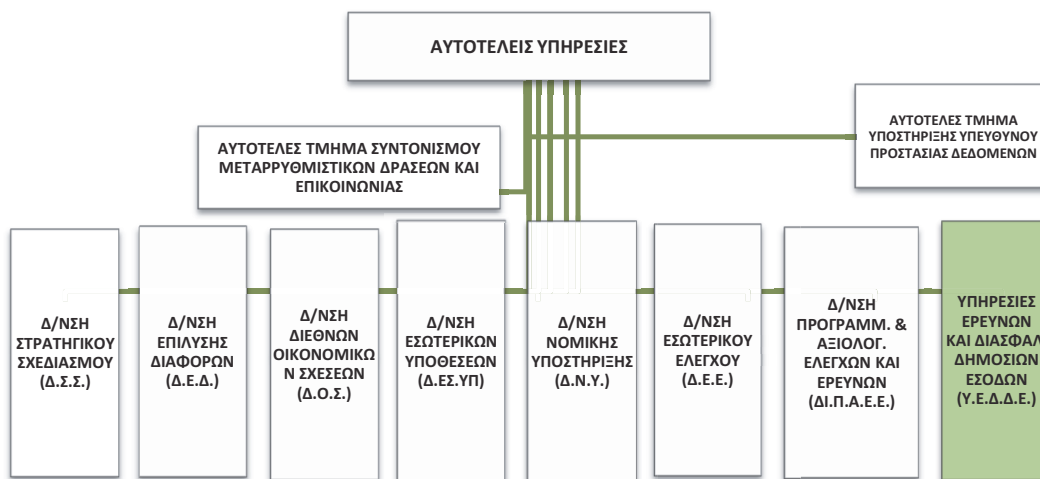 ΑΥΤΟΤΕΛΕΙΣ ΥΠΗΡΕΣΙΕΣ
ΑΥΤΟΤΕΛΕΣ ΤΜΗΜΑ
ΥΠΟΣΤΗΡΙΞΗΣ ΥΠΕΥΘΥΝΟΥ
ΠΡΟΣΤΑΣΙΑΣ ΔΕΔΟΜΕΝΩΝ
ΑΥΤΟΤΕΛΕΣ ΤΜΗΜΑ ΣΥΝΤΟΝΙΣΜΟΥ
ΜΕΤΑΡΡΥΘΜΙΣΤΙΚΩΝ ΔΡΑΣΕΩΝ ΚΑΙ
ΕΠΙΚΟΙΝΩΝΙΑΣ
Δ/ΝΣΗ
ΣΤΡΑΤΗΓΙΚΟΥ
ΣΧΕΔΙΑΣΜΟΥ
(Δ.Σ.Σ.)
Δ/ΝΣΗ
ΕΠΙΛΥΣΗΣ
ΔΙΑΦΟΡΩΝ
(Δ.Ε.Δ.)
Δ/ΝΣΗ
ΔΙΕΘΝΩΝ
ΟΙΚΟΝΟΜΙΚΩ
Ν ΣΧΕΣΕΩΝ
(Δ.Ο.Σ.)
Δ/ΝΣΗ
ΕΣΩΤΕΡΙΚΩΝ
ΥΠΟΘΕΣΕΩΝ
(Δ.ΕΣ.ΥΠ)
Δ/ΝΣΗ
ΝΟΜΙΚΗΣ
ΥΠΟΣΤΗΡΙΞΗΣ
(Δ.Ν.Υ.)
Δ/ΝΣΗ
ΕΣΩΤΕΡΙΚΟΥ
ΕΛΕΓΧΟΥ
(Δ.Ε.Ε.)
Δ/ΝΣΗ
ΠΡΟΓΡΑΜΜ. &
ΑΞΙΟΛΟΓ.
ΕΛΕΓΧΩΝ ΚΑΙ
ΕΡΕΥΝΩΝ
(ΔΙ.Π.Α.Ε.Ε.)
ΥΠΗΡΕΣΙΕΣ
ΕΡΕΥΝΩΝ
ΚΑΙ ΔΙΑΣΦΑΛ
ΔΗΜΟΣΙΩΝ
ΕΣΟΔΩΝ
(Υ.Ε.Δ.Δ.Ε.)